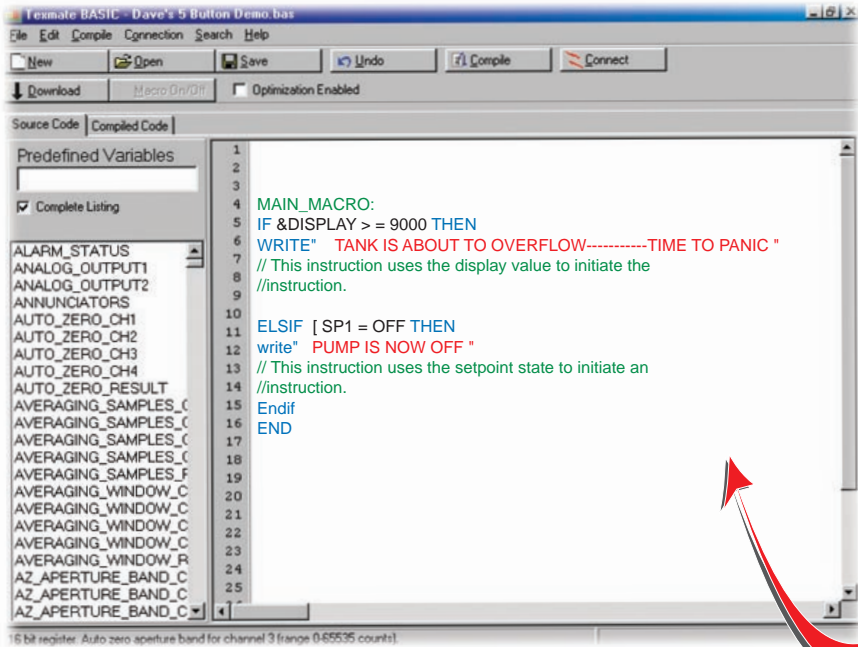 Texmate BASIC - Dave's 5 Button Demo.bas
File Edit Compile Connection Search Help
New Open Save Undo Compile Connect
Download Macro On/Off Optimization Enabled
Source Code Compiled Code
Predefined Variables
Complete Listing
ALARM_STATUS
ANALOG_OUTPUT1
ANALOG_OUTPUT2
ANNUNCIATORS
AUTO_ZERO_CH1
AUTO_ZERO_CH2
AUTO_ZERO_CH3
AUTO_ZERO_CH4
AUTO_ZERO_RESULT
AVERAGING_SAMPLES_C
AVERAGING_SAMPLES_C
AVERAGING_SAMPLES_C
AVERAGING_SAMPLES_C
AVERAGING_SAMPLES_R
AVERAGING_WINDOW_C
AVERAGING_WINDOW_C
AVERAGING_WINDOW_C
AVERAGING_WINDOW_C
AVERAGING_WINDOW_R
AZ_APERTURE_BAND_C
AZ_APERTURE_BAND_C
AZ_APERTURE_BAND_C
1
2
3
4 MAIN_MACRO:
5 IF &DISPLAY > = 9000 THEN
6 WRITE" TANK IS ABOUT TO OVERFLOW-----------TIME TO PANIC "
7 // This instruction uses the display value to initiate the
8 //instruction.
9
10
11 ELSIF [ SP1 = OFF THEN
12 write" PUMP IS NOW OFF "
13 // This instruction uses the setpoint state to initiate an
14 //instruction.
15 Endif
16 END
17
18
19
20
21
22
23
24
25
16 bit register. Auto zero aperture band for channel 3 (range 0-65535 counts).